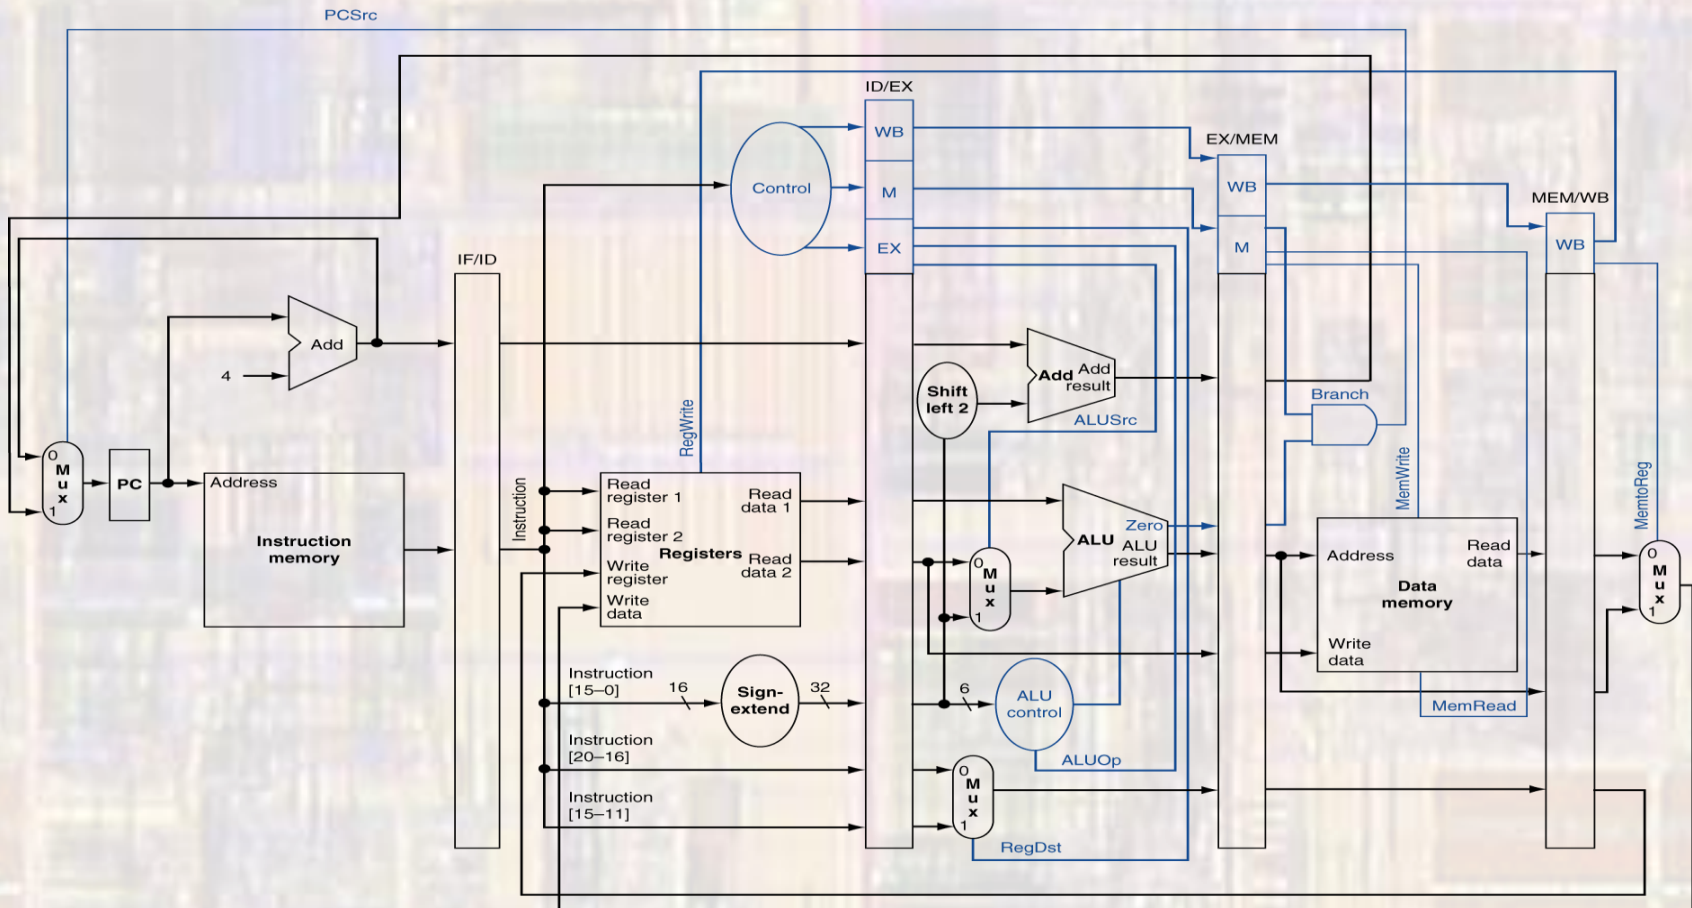 PCSrc
ID/EX
WB
EX/MEM
Control
M
WB
MEM/WB
EX
M
WB
IF/ID
Add
4
Shift
left 2
Add
Add
result
Branch
ALUSrc
RegWrite
MemWrite
MemtoReg
0
M
u
x
1
PC
Address
Instruction
memory
Instruction
Read
register 1
Read
register 2
Write
register
Write
data
Registers
Read
data 1
Read
data 2
0
M
u
x
1
Zero
ALU
ALU
result
Address
Read
data
Data
memory
Write
data
0
M
u
x
1
Instruction
[15–0]
16
Sign-
extend
32
6
ALU
control
MemRead
Instruction
[20–16]
ALUOp
Instruction
[15–11]
0
M
u
x
1
RegDst